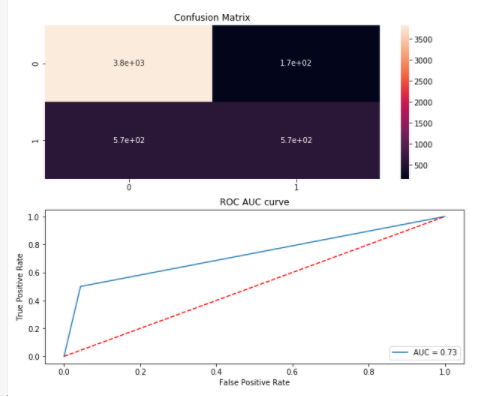 Confusion Matrix
0
3.8e+03
1.7e+02
1
5.7e+02
5.7e+02
0
1
3500
3000
2500
2000
1500
1000
500
ROC AUC curve
True Positive Rate
1.0
0.8
0.6
0.4
0.2
0.0
AUC = 0.73
0.0
0.2
0.4
0.6
0.8
1.0
False Positive Rate